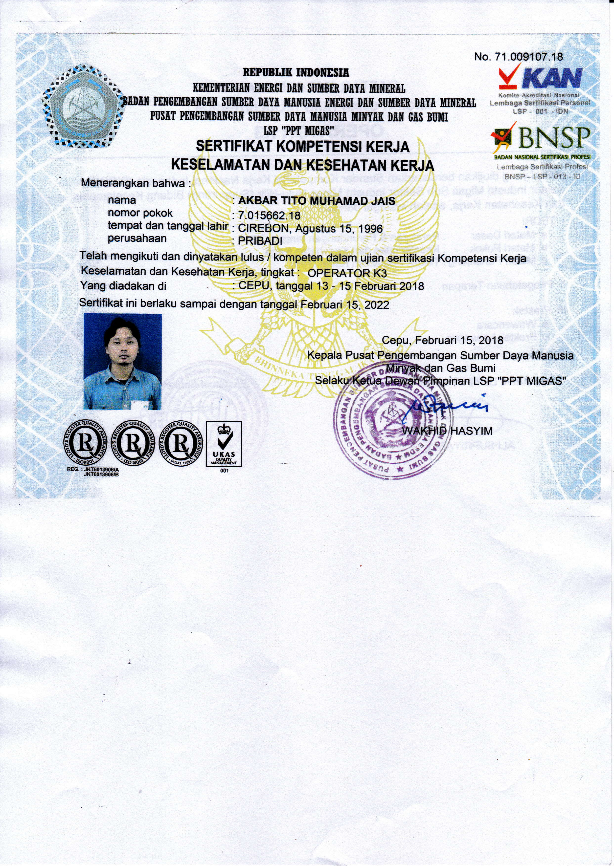 No. 71.009107.18
KAN
Komite Akreditasi Nasional
Lembaga Sertifikasi Personal
LSP - 001 - IDN
BNSP
BADAN NASIONAL SERTIFIKASI PROFESI
Lembaga Sertifikasi Profesi
BNSP – LSP - 013 - ID
REPUBLIK INDONESIA
KEMENTERIAN ENERGI DAN SUMBER DAYA MINERAL
BADAN PENGEMBANGAN SUMBER DAYA MANUSIA ENERGI DAN SUMBER DAYA MINERAL
PUSAT PENGEMBANGAN SUMBER DAYA MANUSIA MINYAK DAN GAS BUMI
LSP "PPT MIGAS"
SERTIFIKAT KOMPETENSI KERJA
KESELAMATAN DAN KESEHATAN KERJA
Menerangkan bahwa :
nama : AKBAR TITO MUHAMAD JAIS
nomor pokok : 7.015662.18
tempat dan tanggal lahir : CIREBON, Agustus 15, 1996
perusahaan : PRIBADI
Telah mengikuti dan dinyatakan lulus / kompeten dalam ujian sertifikasi Kompetensi Kerja
Keselamatan dan Kesehatan Kerja, tingkat : OPERATOR K3
Yang diadakan di : CEPU, tanggal 13 - 15 Februari 2018
Sertifikat ini berlaku sampai dengan tanggal Februari 15, 2022
Cepu, Februari 15, 2018
Kepala Pusat Pengembangan Sumber Daya Manusia
Minyak dan Gas Bumi
Selaku Ketua Dewan Pimpinan LSP "PPT MIGAS"
WAKHID HASYIM
UKAS
QUALITY
MANAGEMENT
001